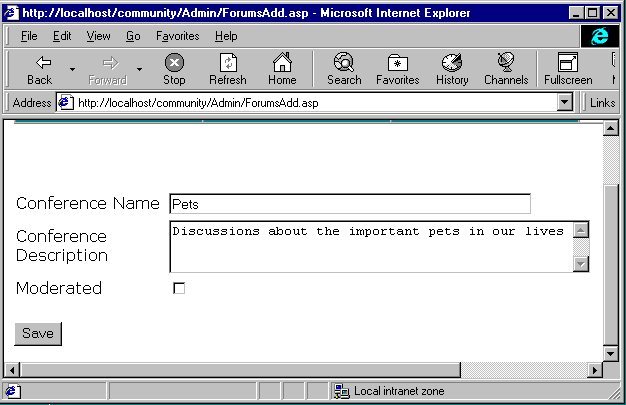 http://localhost/community/Admin/ForumsAdd.asp - Microsoft Internet Explorer
File Edit View Go Favorites Help
Back Forward Stop Refresh Home Search Favorites History Channels Fullscreen
Address http://localhost/community/Admin/ForumsAdd.asp Links
Conference Name Pets
Conference Description Discussions about the important pets in our lives
Moderated
Save
Local intranet zone